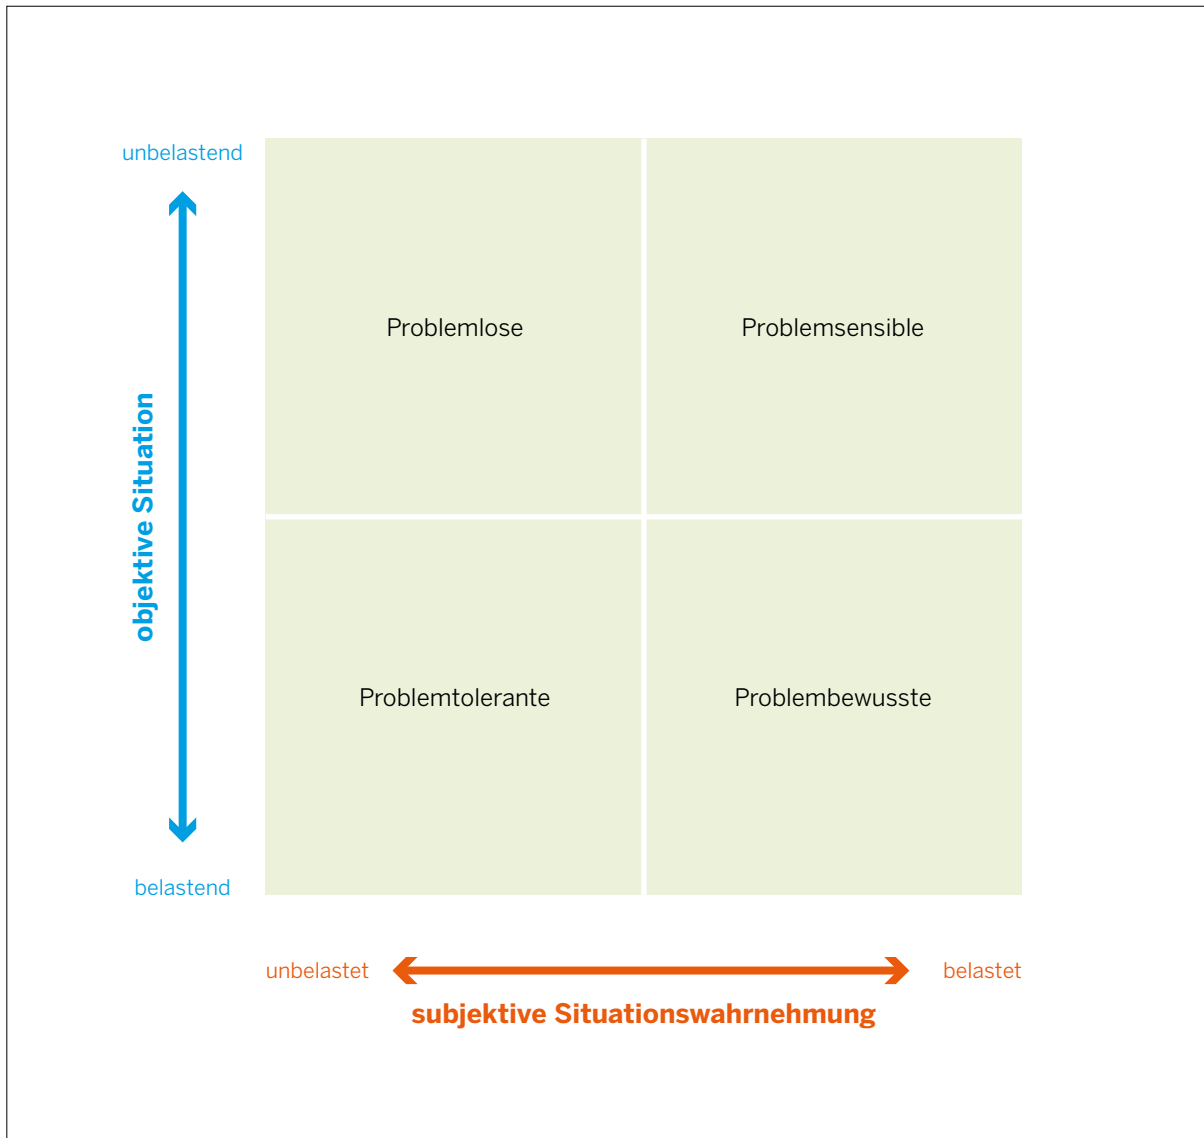 unbelastend
Problemlose
Problemsensible
objektive Situation
Problemtolerante
Problembewusste
belastend
unbelastet
belastet
subjektive Situationswahrnehmung